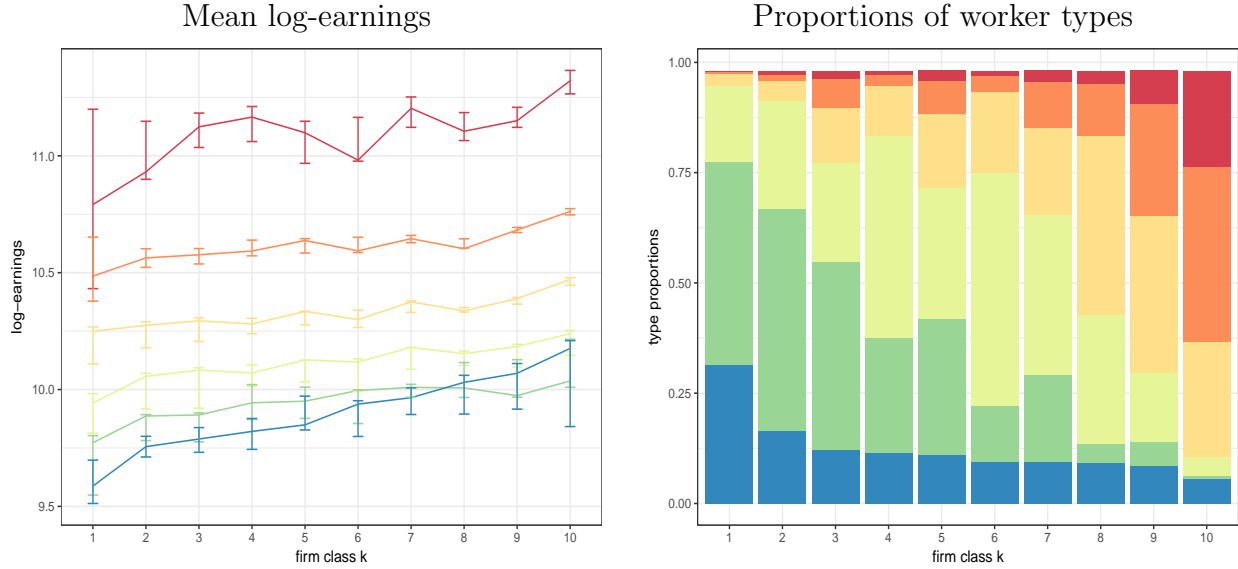 Mean log-earnings
11.0
10.5
10.0
9.5
log-earnings
1 2 3 4 5 6 7 8 9 10
firm class k
Proportions of worker types
1.00
0.75
0.50
0.25
0.00
type proportions
1 2 3 4 5 6 7 8 9 10
firm class k